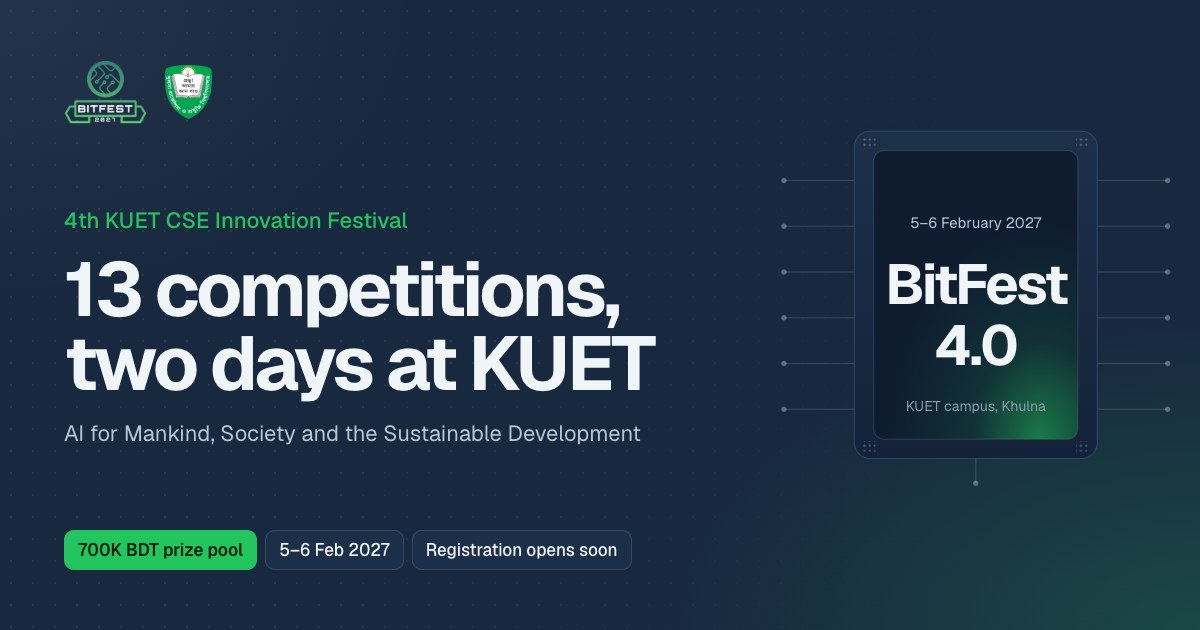 BITFEST
2027
4th KUET CSE Innovation Festival
13 competitions,
two days at KUET
AI for Mankind, Society and the Sustainable Development
700K BDT prize pool
5–6 Feb 2027
Registration opens soon
5–6 February 2027
BitFest
4.0
KUET campus, Khulna